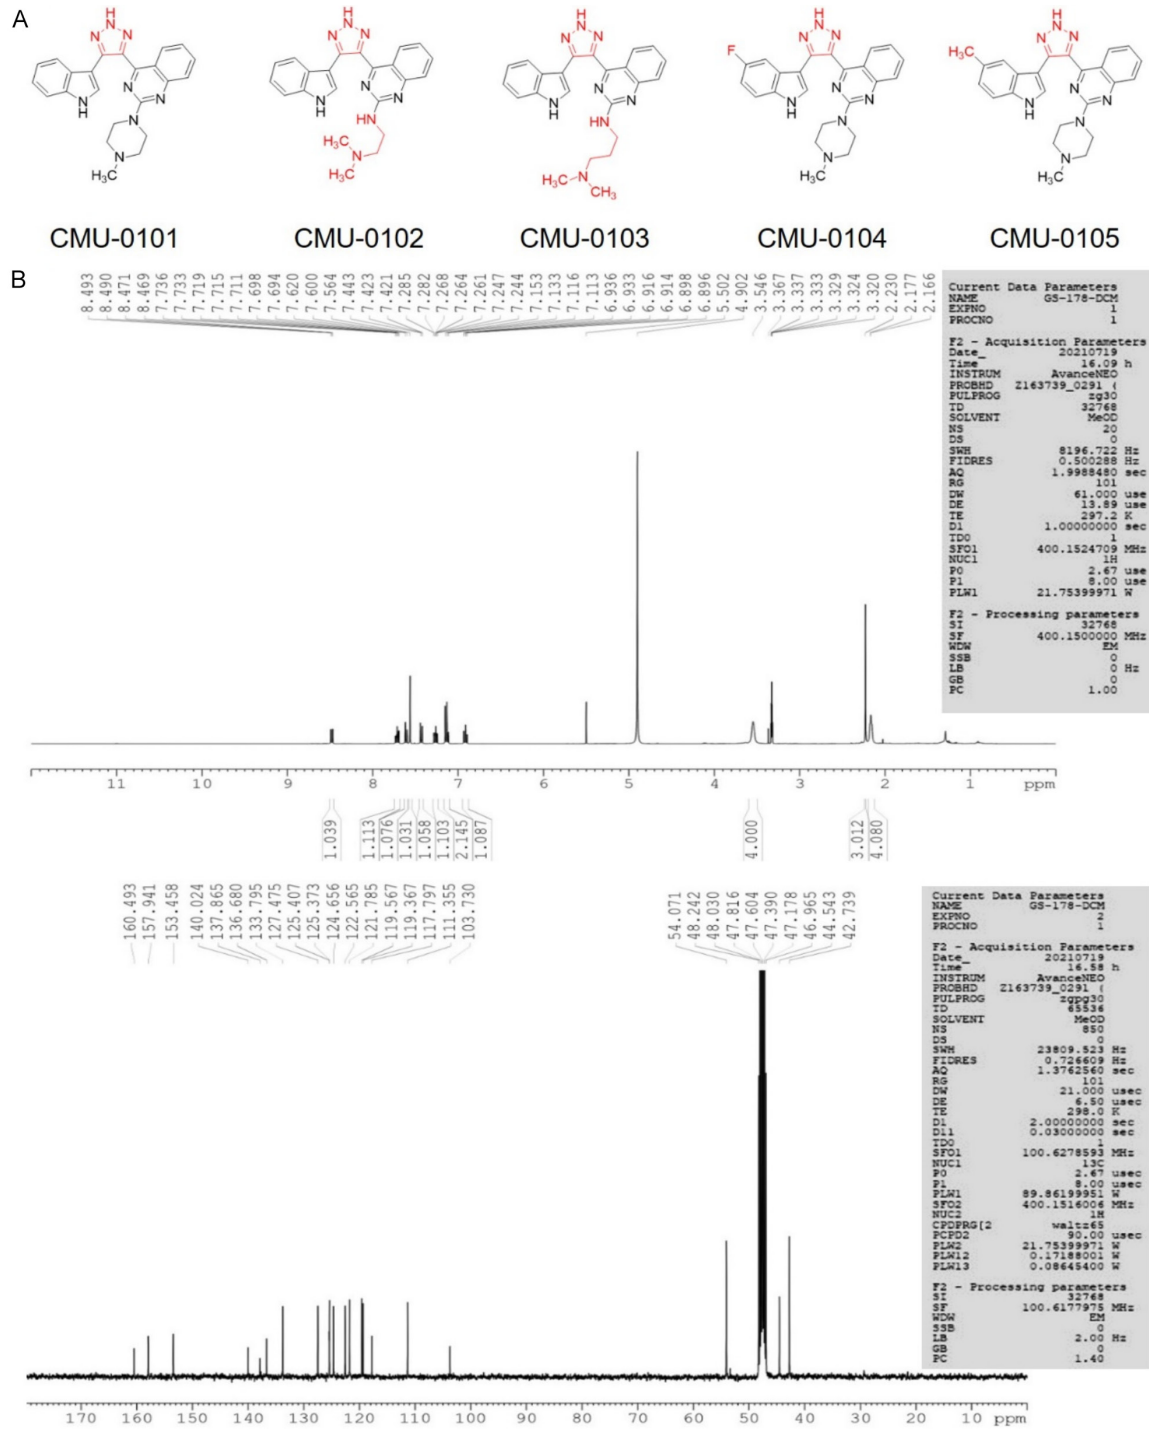 A
CMU-0101
CMU-0102
CMU-0103
CMU-0104
CMU-0105
H
N
N
N
N
H
N
N
N
N
H₃C
H
N
N
N
N
H
N
N
HN
H₃C
N
H₃C
H
N
N
N
N
H
N
N
HN
H₃C
N
CH₃
H
N
N
N
F
N
H
N
N
N
N
H₃C
H
N
N
N
H₃C
N
H
N
N
N
N
H₃C
B
8.493
8.490
8.471
8.469
7.736
7.733
7.719
7.715
7.711
7.698
7.694
7.620
7.600
7.564
7.443
7.423
7.421
7.285
7.282
7.268
7.264
7.261
7.247
7.244
7.153
7.133
7.116
7.113
6.936
6.933
6.916
6.914
6.898
6.896
5.502
4.902
3.546
3.367
3.337
3.333
3.329
3.324
3.320
2.230
2.177
2.166
Current Data Parameters
NAME GS-178-DCM
EXPNO 1
PROCNO 1
F2 - Acquisition Parameters
Date_ 20210719
Time 16.09 h
INSTRUM AvanceNEO
PROBHD Z163739_0291 (
PULPROG zg30
TD 32768
SOLVENT MeOD
NS 20
DS 0
SWH 8196.722 Hz
FIDRES 0.500288 Hz
AQ 1.9988480 sec
RG 101
DW 61.000 use
DE 13.89 use
TE 297.2 K
D1 1.00000000 sec
TD0 1
SFO1 400.1524709 MHz
NUC1 1H
P0 2.67 use
P1 8.00 use
PLW1 21.75399971 W
F2 - Processing parameters
SI 32768
SF 400.1500000 MHz
WDW EM
SSB 0
LB 0 Hz
GB 0
PC 1.00
11 10 9 8 7 6 5 4 3 2 1 ppm
1.039
1.113
1.076
1.031
1.058
1.103
2.145
1.087
4.000
3.012
4.080
160.493
157.941
153.458
140.024
137.865
136.680
133.795
127.475
125.407
125.373
124.656
122.565
121.785
119.567
119.367
117.797
111.355
103.730
54.071
48.242
48.030
47.816
47.604
47.390
47.178
46.965
44.543
42.739
Current Data Parameters
NAME GS-178-DCM
EXPNO 2
PROCNO 1
F2 - Acquisition Parameters
Date_ 20210719
Time 16.58 h
INSTRUM AvanceNEO
PROBHD Z163739_0291 (
PULPROG zgpg30
TD 65536
SOLVENT MeOD
NS 850
DS 0
SWH 23809.523 Hz
FIDRES 0.726609 Hz
AQ 1.3762560 sec
RG 101
DW 21.000 usec
DE 6.50 usec
TE 298.0 K
D1 2.00000000 sec
D11 0.03000000 sec
TD0 1
SFO1 100.6278593 MHz
NUC1 13C
P0 2.67 usec
P1 8.00 usec
PLW1 89.86199951 W
SFO2 400.1516006 MHz
NUC2 1H
CPDPRG[2 waltz65
PCPD2 90.00 usec
PLW2 21.75399971 W
PLW12 0.17188001 W
PLW13 0.08645400 W
F2 - Processing parameters
SI 32768
SF 100.6177975 MHz
WDW EM
SSB 0
LB 2.00 Hz
GB 0
PC 1.40
170 160 150 140 130 120 110 100 90 80 70 60 50 40 30 20 10 ppm